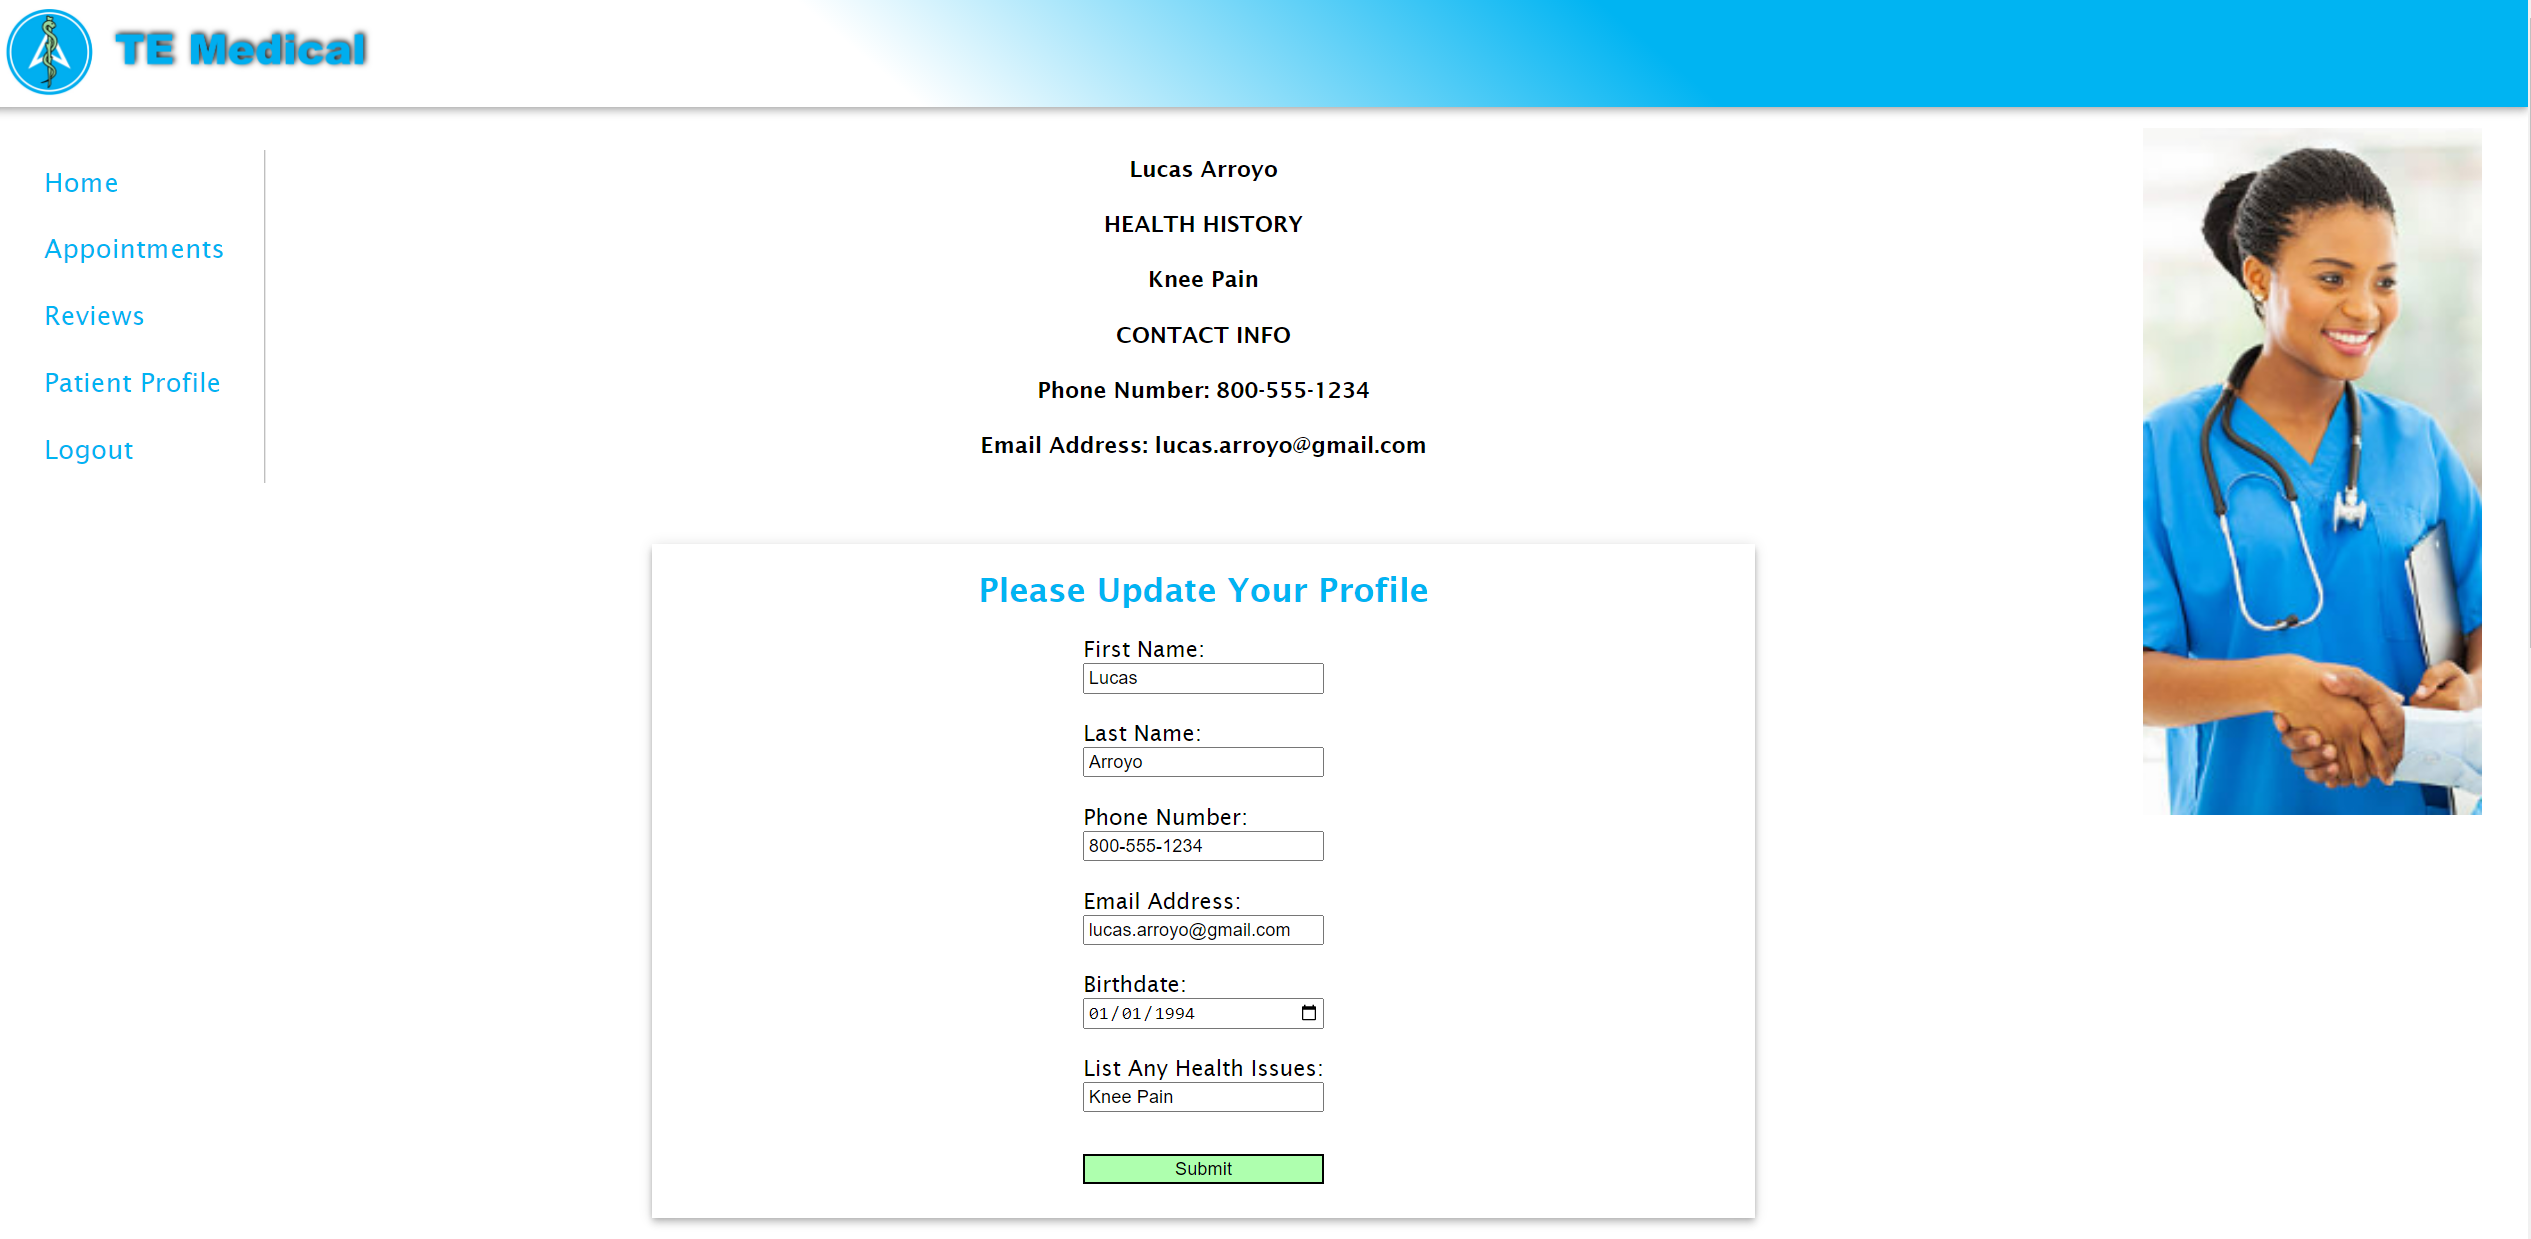 TE Medical
Home
Appointments
Reviews
Patient Profile
Logout
Lucas Arroyo
HEALTH HISTORY
Knee Pain
CONTACT INFO
Phone Number: 800-555-1234
Email Address: lucas.arroyo@gmail.com
Please Update Your Profile
First Name:
Lucas
Last Name:
Arroyo
Phone Number:
800-555-1234
Email Address:
lucas.arroyo@gmail.com
Birthdate:
01/01/1994
List Any Health Issues:
Knee Pain
Submit